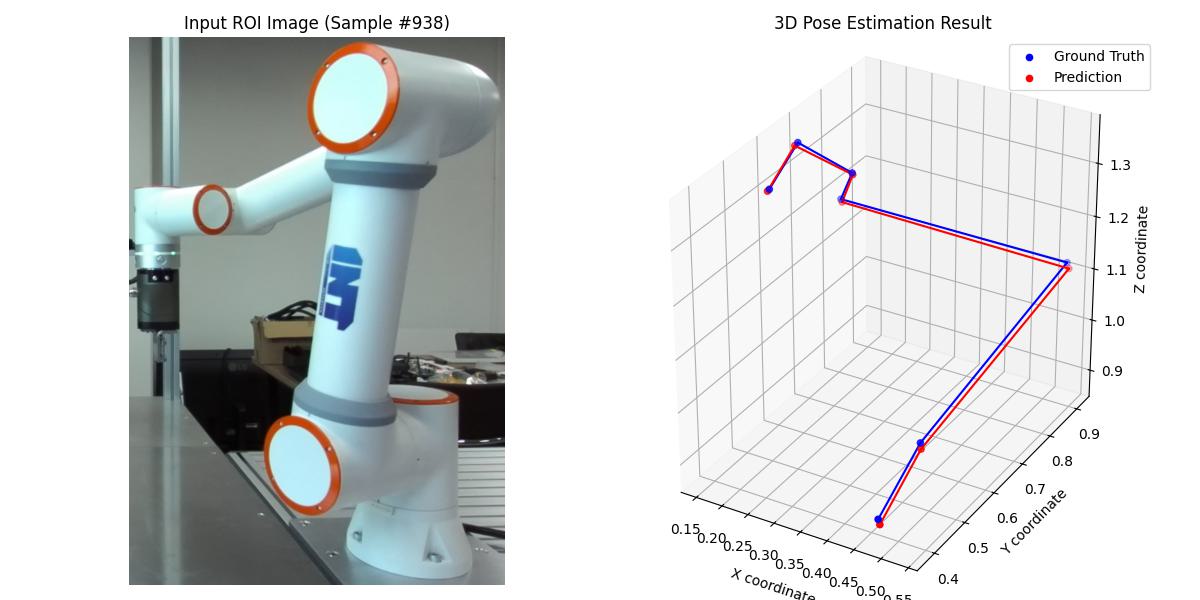 Input ROI Image (Sample #938)
3D Pose Estimation Result
Ground Truth
Prediction
1.3
1.2
1.1
1.0
0.9
Z coordinate
0.9
0.8
0.7
0.6
0.5
0.4
Y coordinate
0.15
0.20
0.25
0.30
0.35
0.40
0.45
0.50
0.55
X coordinate
LG